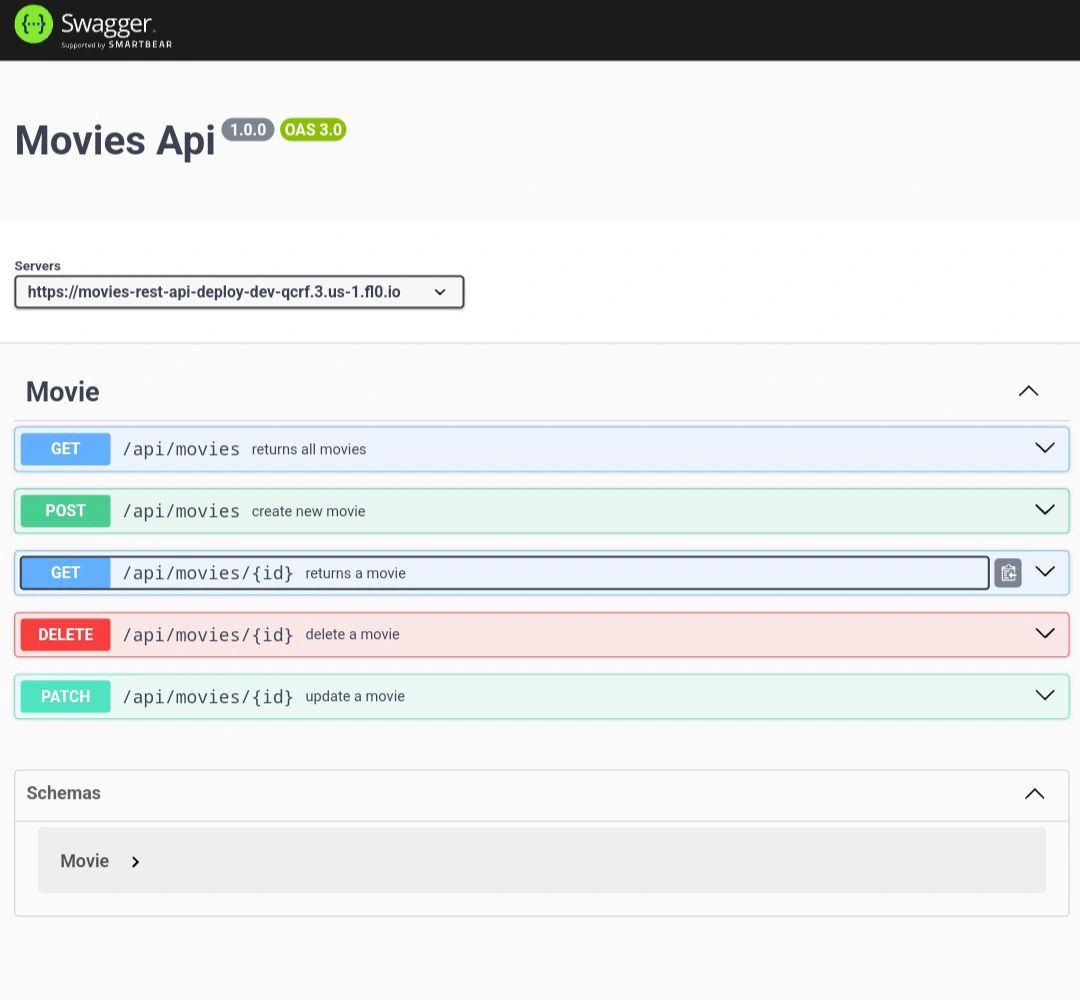 Swagger.
Supported by SMARTBEAR
Movies Api 1.0.0 OAS 3.0
Servers
https://movies-rest-api-deploy-dev-qcrf.3.us-1.fl0.io
Movie
GET /api/movies returns all movies
POST /api/movies create new movie
GET /api/movies/{id} returns a movie
DELETE /api/movies/{id} delete a movie
PATCH /api/movies/{id} update a movie
Schemas
Movie